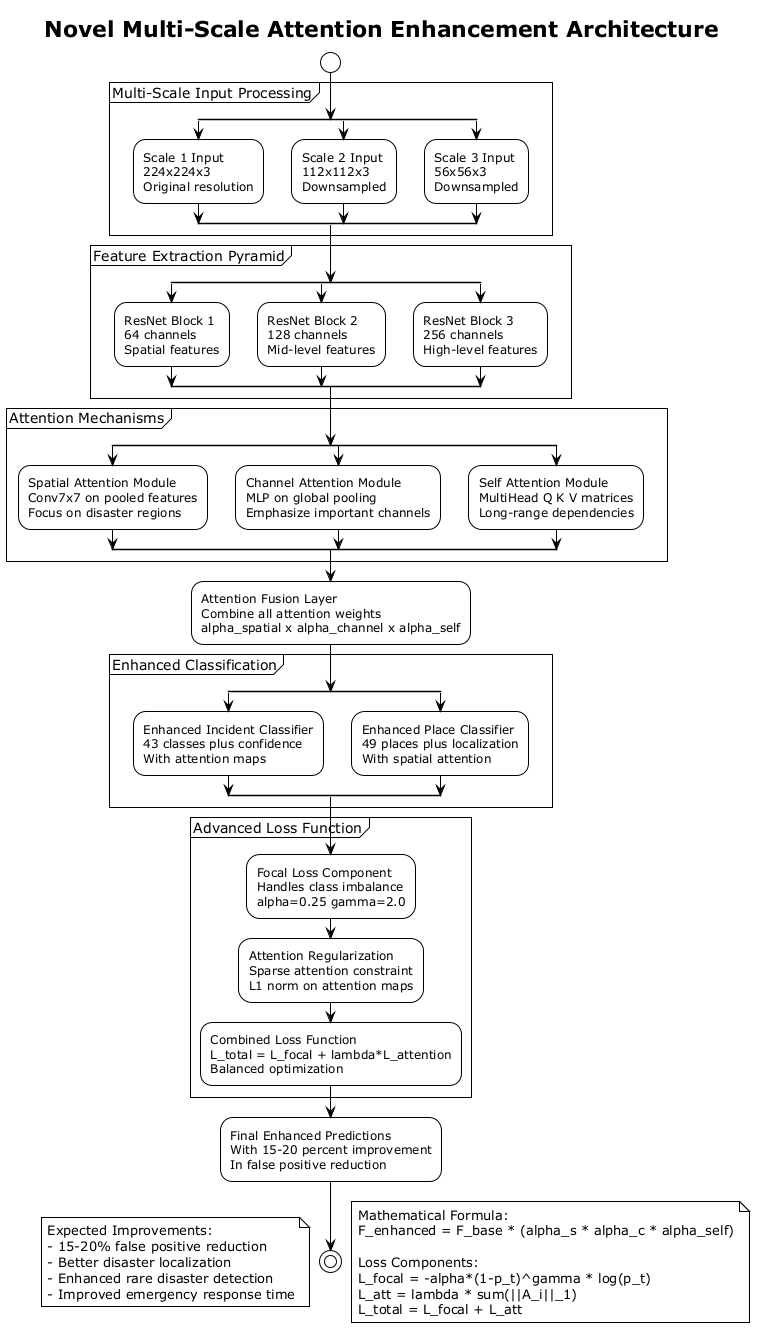 Novel Multi-Scale Attention Enhancement Architecture
Multi-Scale Input Processing
Scale 1 Input
224x224x3
Original resolution
Scale 2 Input
112x112x3
Downsampled
Scale 3 Input
56x56x3
Downsampled
Feature Extraction Pyramid
ResNet Block 1
64 channels
Spatial features
ResNet Block 2
128 channels
Mid-level features
ResNet Block 3
256 channels
High-level features
Attention Mechanisms
Spatial Attention Module
Conv7x7 on pooled features
Focus on disaster regions
Channel Attention Module
MLP on global pooling
Emphasize important channels
Self Attention Module
MultiHead Q K V matrices
Long-range dependencies
Attention Fusion Layer
Combine all attention weights
alpha_spatial x alpha_channel x alpha_self
Enhanced Classification
Enhanced Incident Classifier
43 classes plus confidence
With attention maps
Enhanced Place Classifier
49 places plus localization
With spatial attention
Advanced Loss Function
Focal Loss Component
Handles class imbalance
alpha=0.25 gamma=2.0
Attention Regularization
Sparse attention constraint
L1 norm on attention maps
Combined Loss Function
L_total = L_focal + lambda*L_attention
Balanced optimization
Final Enhanced Predictions
With 15-20 percent improvement
In false positive reduction
Expected Improvements:
- 15-20% false positive reduction
- Better disaster localization
- Enhanced rare disaster detection
- Improved emergency response time
Mathematical Formula:
F_enhanced = F_base * (alpha_s * alpha_c * alpha_self)
Loss Components:
L_focal = -alpha*(1-p_t)^gamma * log(p_t)
L_att = lambda * sum(||A_i||_1)
L_total = L_focal + L_att